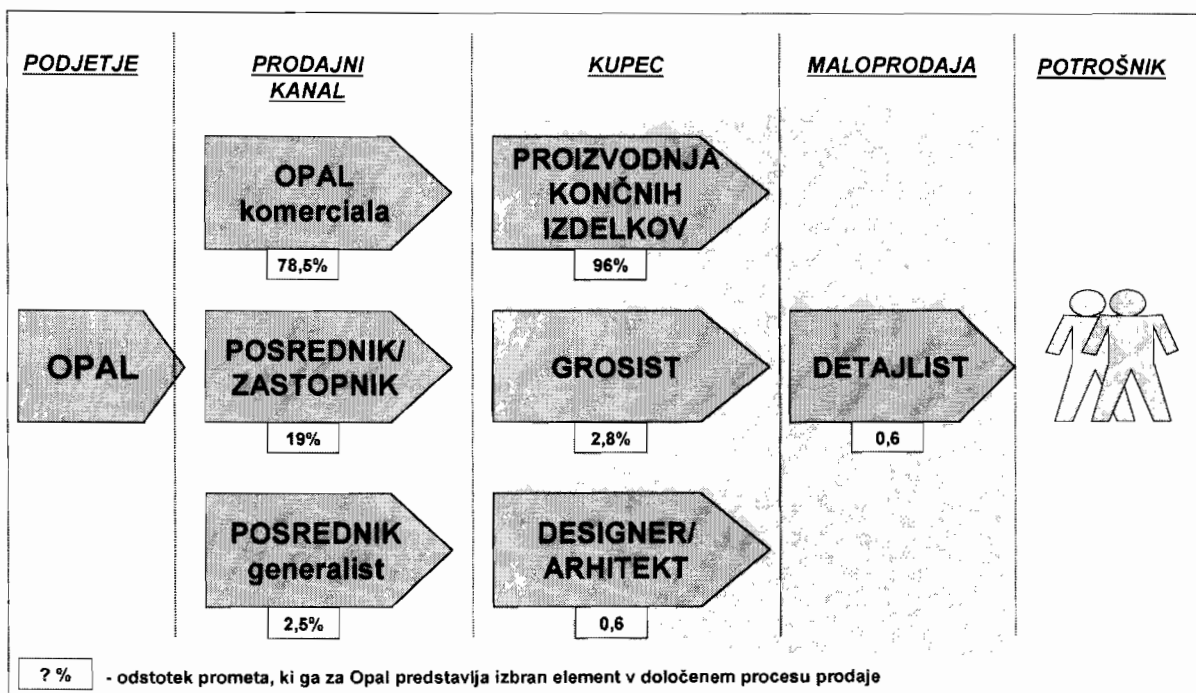 PODJETJE
PRODAJNI
KANAL
KUPEC
MALOPRODAJA
POTROŠNIK
OPAL
komerciala
78,5%
PROIZVODNJA
KONČNIH
IZDELKOV
96%
OPAL
POSREDNIK/
ZASTOPNIK
19%
GROSIST
2,8%
DETAJLIST
0,6
POSREDNIK
generalist
2,5%
DESIGNER/
ARHITEKT
0,6
? % - odstotek prometa, ki ga za Opal predstavlja izbran element v določenem procesu prodaje